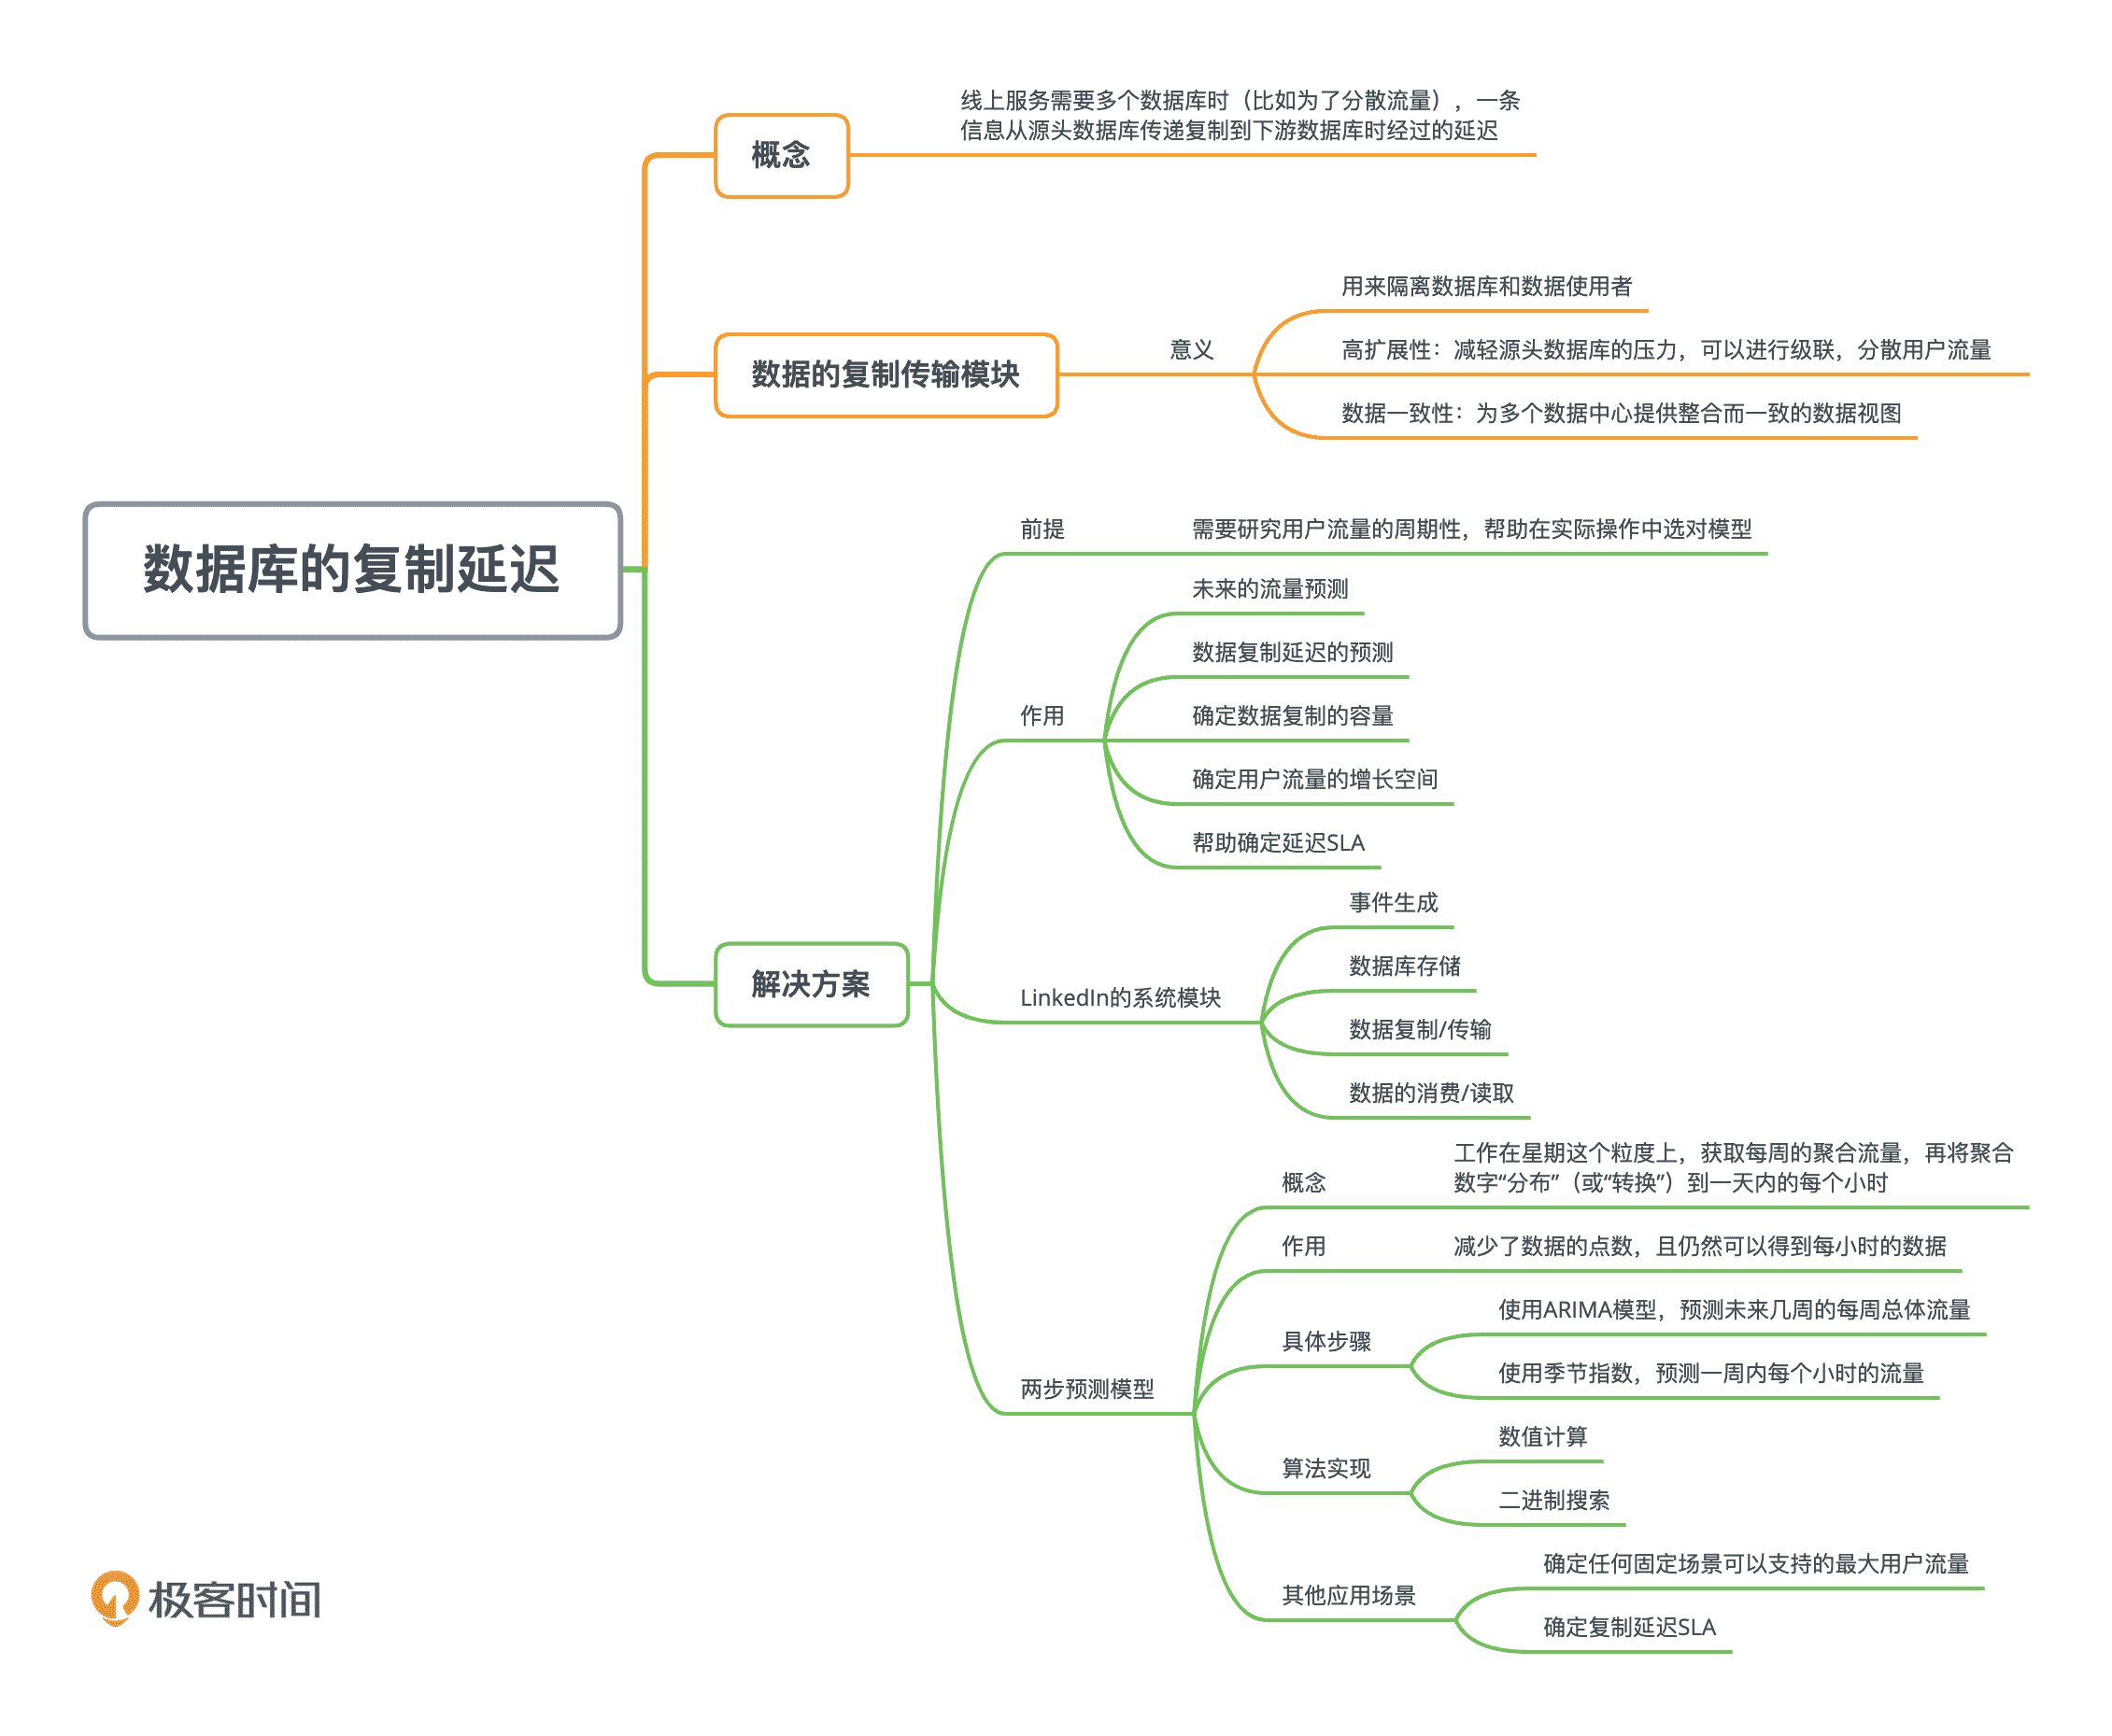 线上服务需要多个数据库时（比如为了分散流量），一条
信息从源头数据库传递复制到下游数据库时经过的延迟
概念
用来隔离数据库和数据使用者
意义
高扩展性：减轻源头数据库的压力，可以进行级联，分散用户流量
数据的复制传输模块
数据一致性：为多个数据中心提供整合而一致的数据视图
数据库的复制延迟
前提
需要研究用户流量的周期性，帮助在实际操作中选对模型
未来的流量预测
数据复制延迟的预测
作用
确定数据复制的容量
确定用户流量的增长空间
帮助确定延迟SLA
解决方案
事件生成
数据库存储
LinkedIn的系统模块
数据复制/传输
数据的消费/读取
概念
工作在星期这个粒度上，获取每周的聚合流量，再将聚合
数字“分布”（或“转换”）到一天内的每个小时
作用
减少了数据的点数，且仍然可以得到每小时的数据
具体步骤
使用ARIMA模型，预测未来几周的每周总体流量
使用季节指数，预测一周内每个小时的流量
两步预测模型
算法实现
数值计算
二进制搜索
其他应用场景
确定任何固定场景可以支持的最大用户流量
确定复制延迟SLA
极客时间